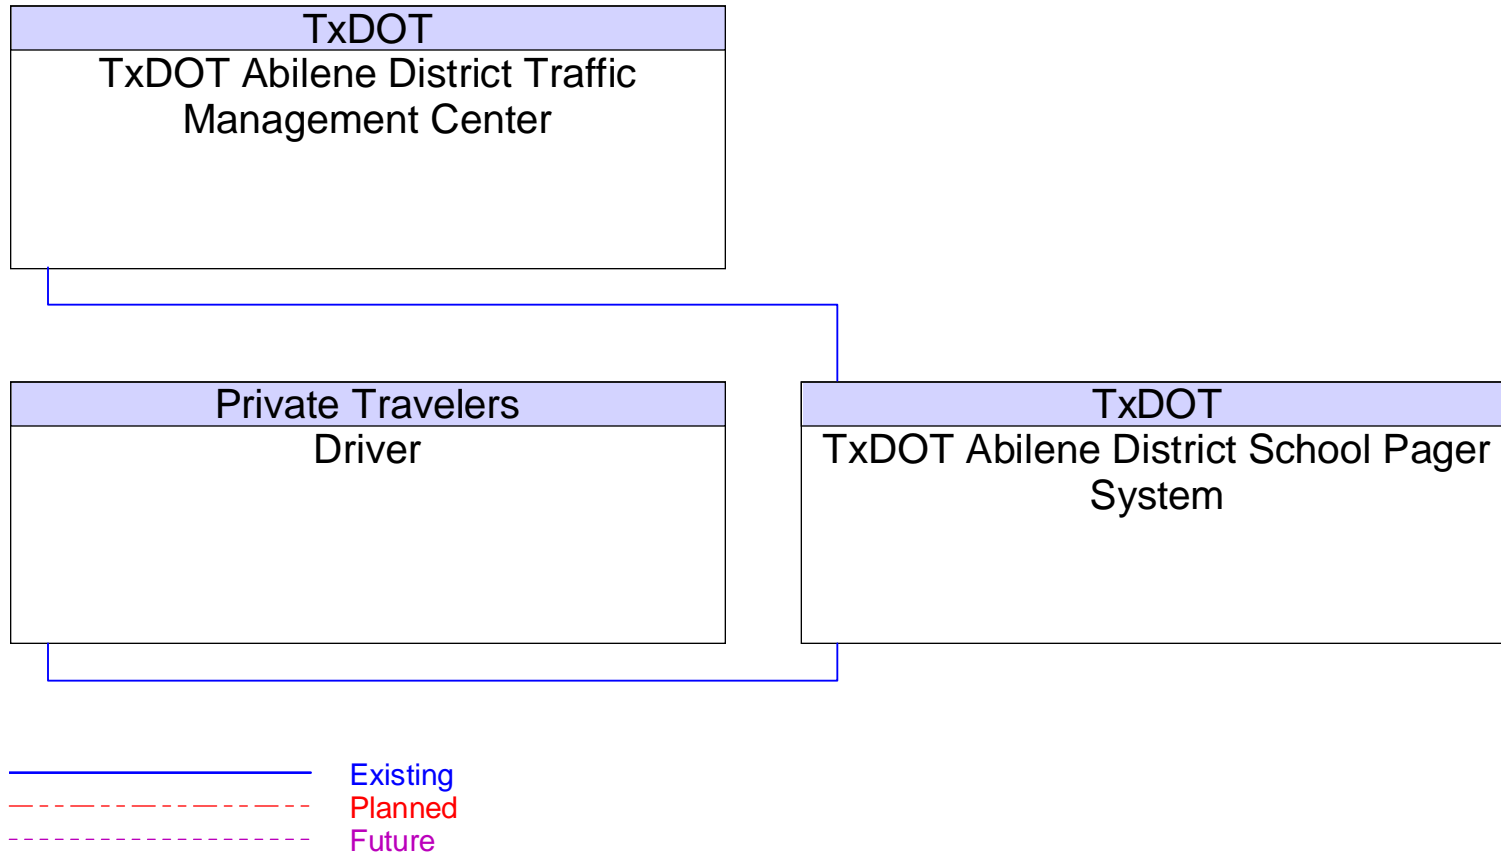 TxDOT
TxDOT Abilene District Traffic
Management Center
Private Travelers
Driver
TxDOT
TxDOT Abilene District School Pager
System
Existing
Planned
Future